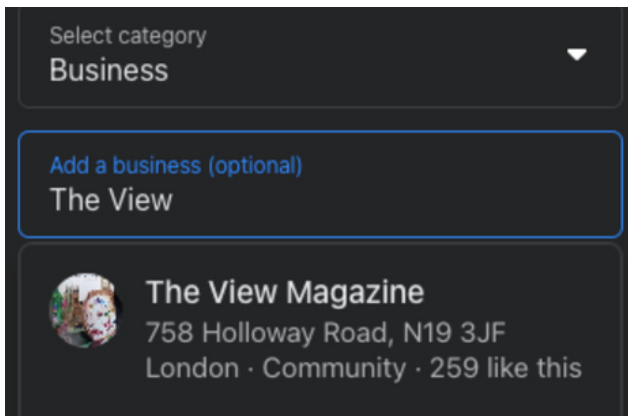 Select category
Business
Add a business (optional)
The View
The View Magazine
758 Holloway Road, N19 3JF
London · Community · 259 like this